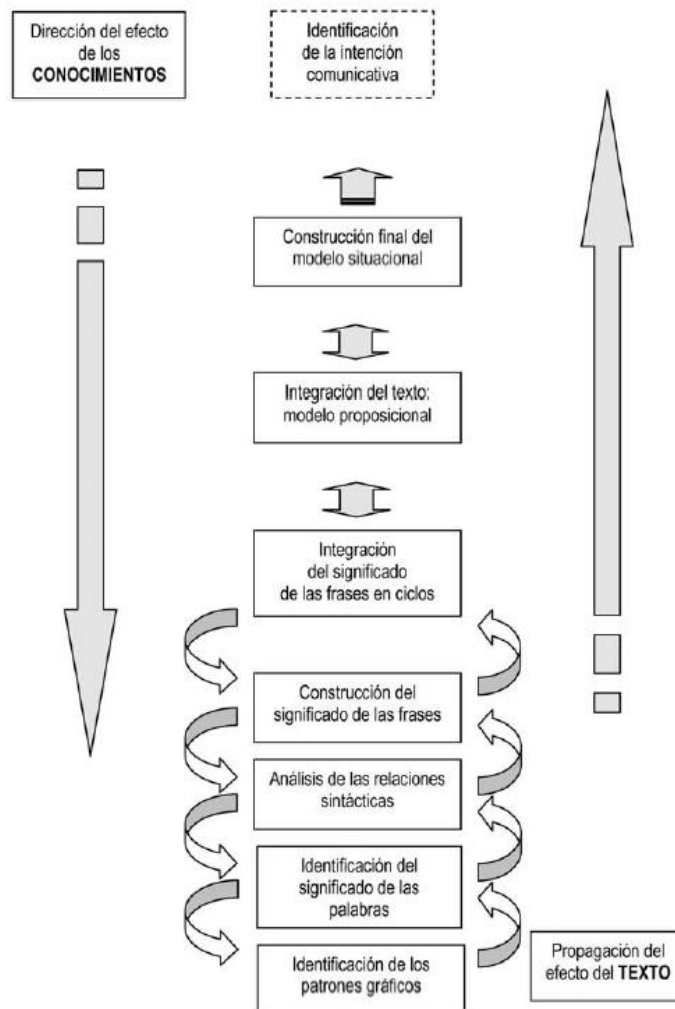 Dirección del efecto
de los
CONOCIMIENTOS
Identificación
de la intención
comunicativa
Construcción final del
modelo situacional
Integración del texto:
modelo proposicional
Integración
del significado
de las frases en ciclos
Construcción del
significado de las frases
Análisis de las relaciones
sintácticas
Identificación del
significado de las
palabras
Identificación de los
patrones gráficos
Propagación del
efecto del TEXTO